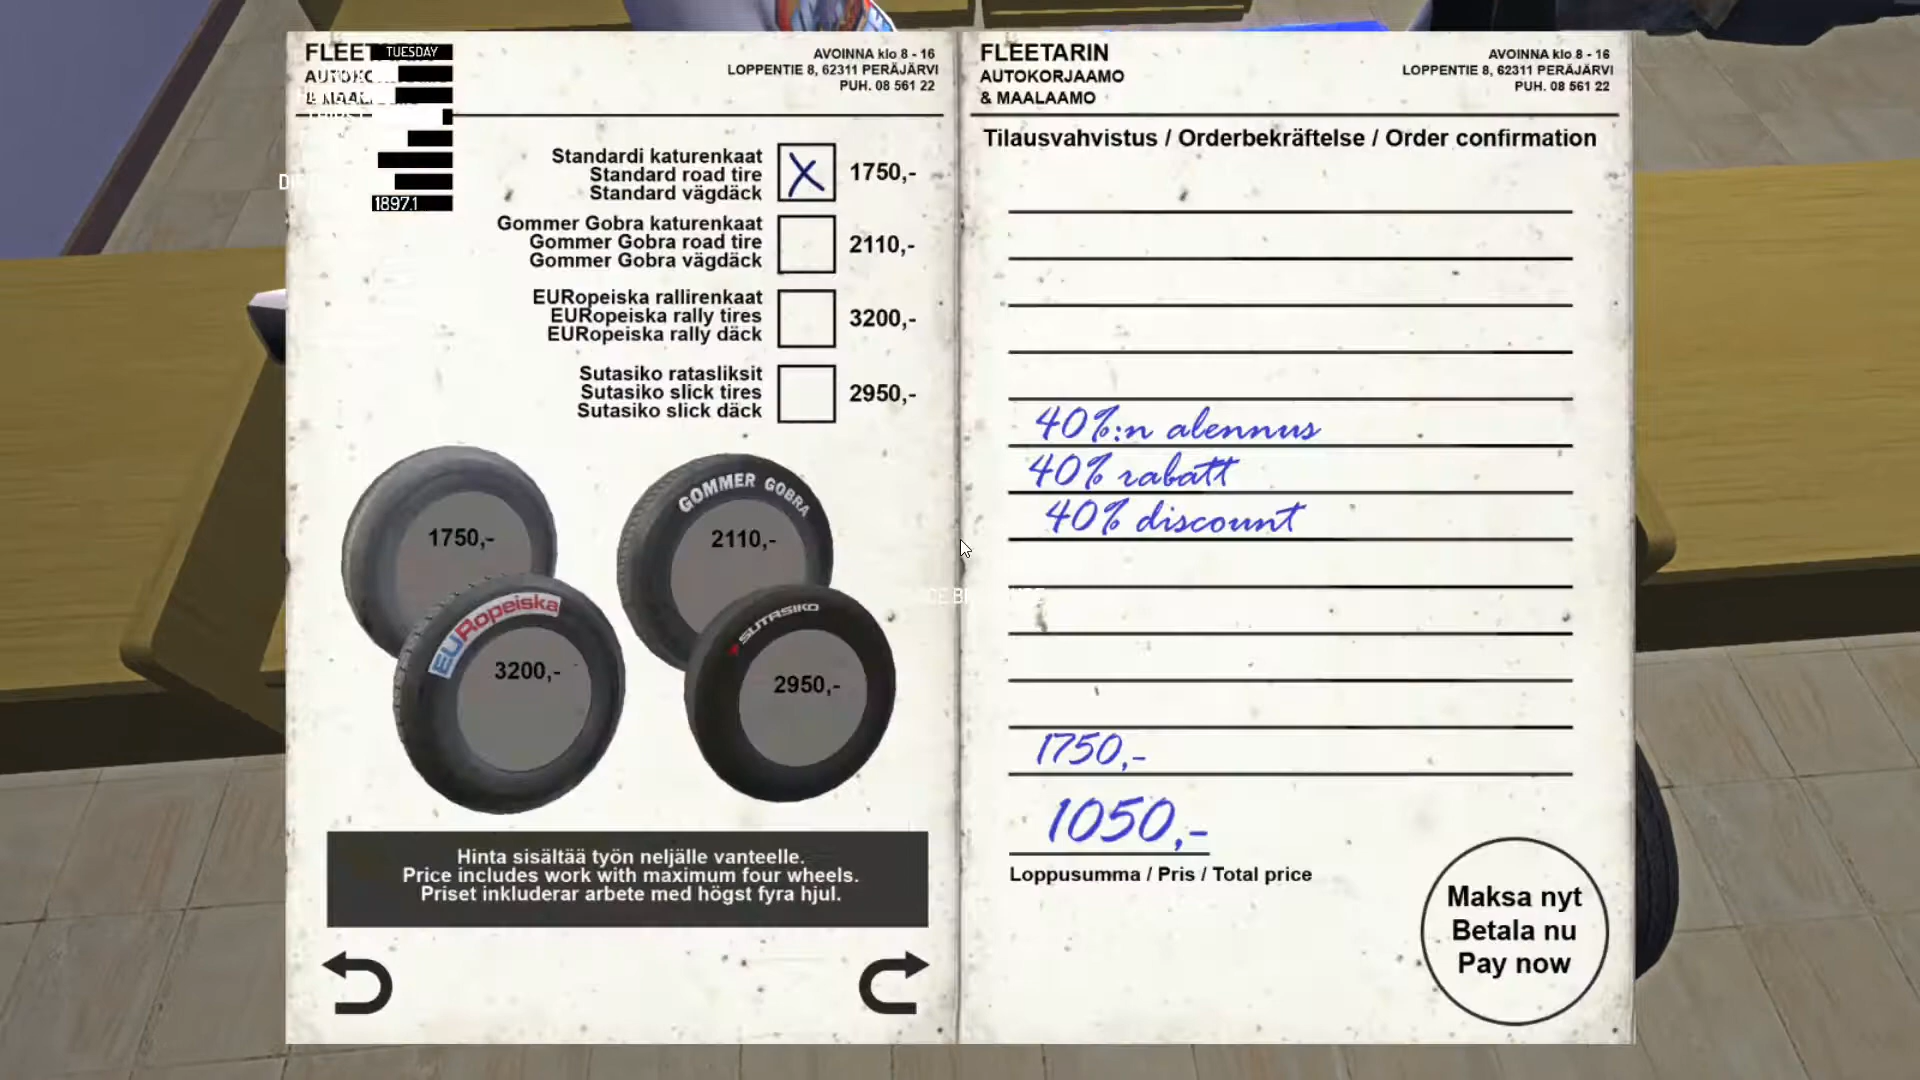 FLEET
TUESDAY
AUTOKO
& MAAL
1897.1
AVOINNA klo 8 - 16
LOPPENTIE 8, 62311 PERÄJÄRVI
PUH. 08 561 22
Standardi katurenkaat
Standard road tire
Standard vägdäck
X
1750,-
Gommer Gobra katurenkaat
Gommer Gobra road tire
Gommer Gobra vägdäck
2110,-
EURopeiska rallirenkaat
EURopeiska rally tires
EURopeiska rally däck
3200,-
Sutasiko ratasliksit
Sutasiko slick tires
Sutasiko slick däck
2950,-
1750,-
GOMMER GOBRA
2110,-
EURopeiska
3200,-
SUTASIKO
2950,-
Hinta sisältää työn neljälle vanteelle.
Price includes work with maximum four wheels.
Priset inkluderar arbete med högst fyra hjul.
FLEETARIN
AUTOKORJAAMO
& MAALAAMO
AVOINNA klo 8 - 16
LOPPENTIE 8, 62311 PERÄJÄRVI
PUH. 08 561 22
Tilausvahvistus / Orderbekräftelse / Order confirmation
40%:n alennus
40% rabatt
40% discount
1750,-
1050,-
Loppusumma / Pris / Total price
Maksa nyt
Betala nu
Pay now